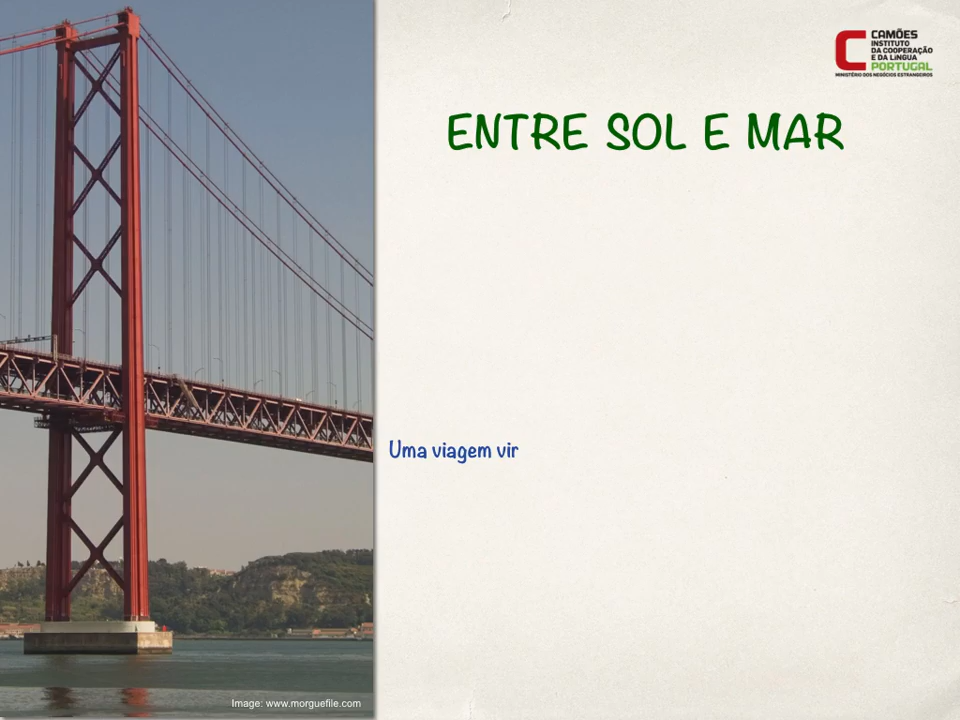 CAMÕES
INSTITUTO
DA COOPERAÇÃO
E DA LÍNGUA
PORTUGAL
MINISTÉRIO DOS NEGÓCIOS ESTRANGEIROS
ENTRE SOL E MAR
Uma viagem vir
Image: www.morguefile.com